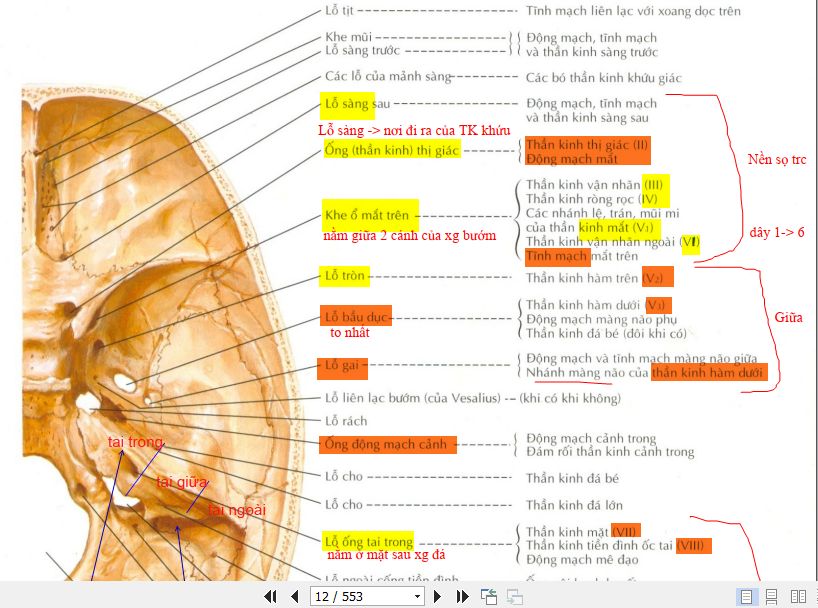 Lỗ tịt
Tĩnh mạch liên lạc với xoang dọc trên
Khe mũi
Lỗ sàng trước
Động mạch, tĩnh mạch
và thần kinh sàng trước
Các lỗ của mảnh sàng
Các bó thần kinh khứu giác
Lỗ sàng sau
Động mạch, tĩnh mạch
và thần kinh sàng sau
Lỗ sàng -> nơi đi ra của TK khứu
Ống (thần kinh) thị giác
Thần kinh thị giác (II)
Động mạch mắt
Nền sọ trc
Khe ổ mắt trên
nằm giữa 2 cánh của xg bướm
Thần kinh vận nhãn (III)
Thần kinh ròng rọc (IV)
Các nhánh lệ, trán, mũi mi
của thần kinh mắt (V₁)
Thần kinh vận nhãn ngoài (VI)
Tĩnh mạch mắt trên
dây 1-> 6
Lỗ tròn
Thần kinh hàm trên (V₂)
Lỗ bầu dục
to nhất
Thần kinh hàm dưới (V₃)
Động mạch màng não phụ
Thần kinh đá bé (đôi khi có)
Giữa
Lỗ gai
Động mạch và tĩnh mạch màng não giữa
Nhánh màng não của thần kinh hàm dưới
Lỗ liên lạc bướm (của Vesalius) -- (khi có khi không)
Lỗ rách
Ống động mạch cảnh
Động mạch cảnh trong
Đám rối thần kinh cảnh trong
Lỗ cho
Thần kinh đá bé
Lỗ cho
Thần kinh đá lớn
tai trong
tai giữa
tai ngoài
Lỗ ống tai trong
nằm ở mặt sau xg đá
Thần kinh mặt (VII)
Thần kinh tiền đình ốc tai (VIII)
Động mạch mê đạo
Lỗ ngoài cống tiền đình
12 / 553